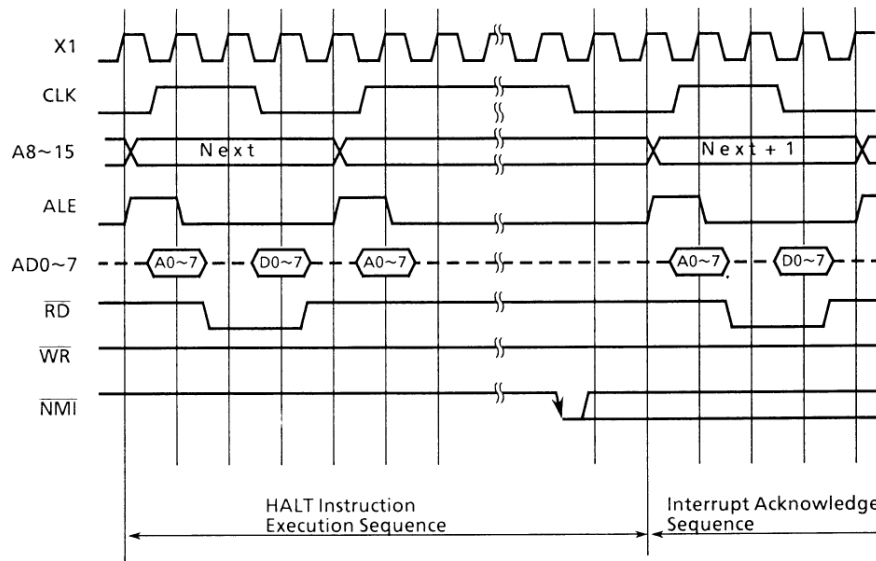 X1
CLK
A8~15
Next
Next + 1
ALE
AD0~7
A0~7
D0~7
A0~7
A0~7
D0~7
RD
WR
NMI
HALT Instruction
Execution Sequence
Interrupt Acknowledge
Sequence